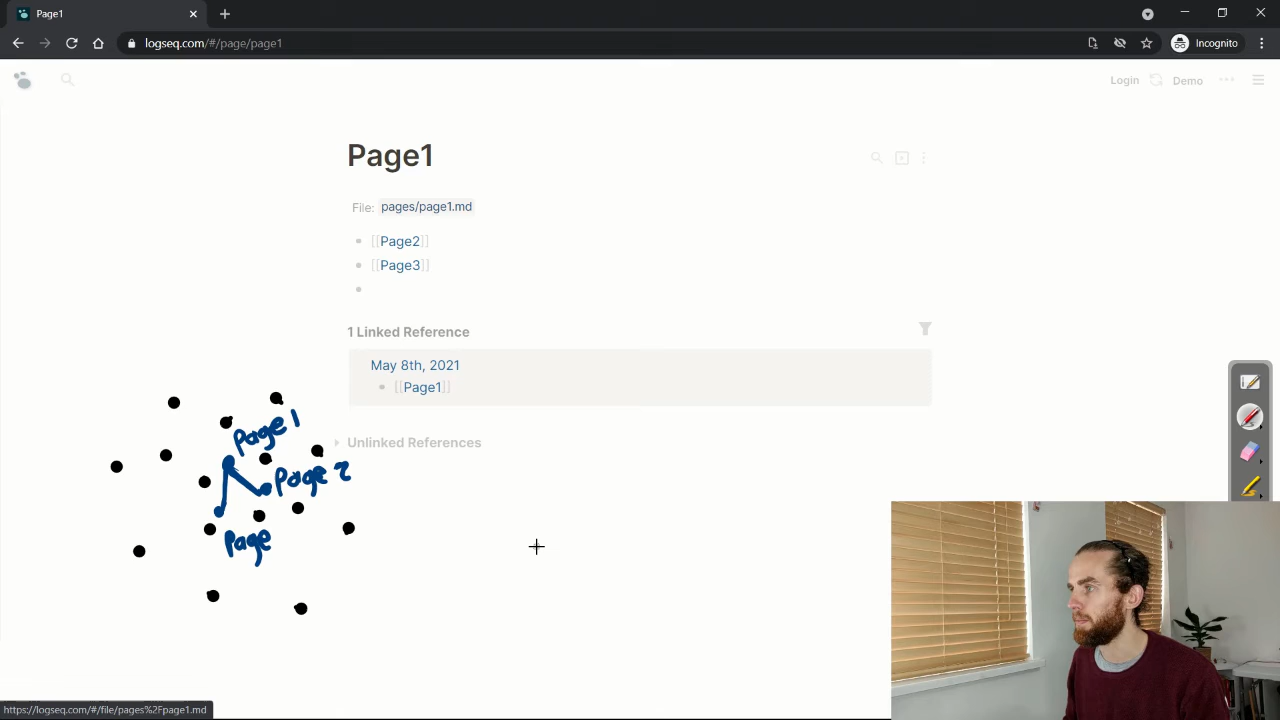 Page1
logseq.com/#/page/page1
Incognito
Login
Demo
Page1
File: pages/page1.md
[[Page2]]
[[Page3]]
1 Linked Reference
May 8th, 2021
[[Page1]]
Unlinked References
Page 1
Page 2
Page
https://logseq.com/#/file/pages%2Fpage1.md